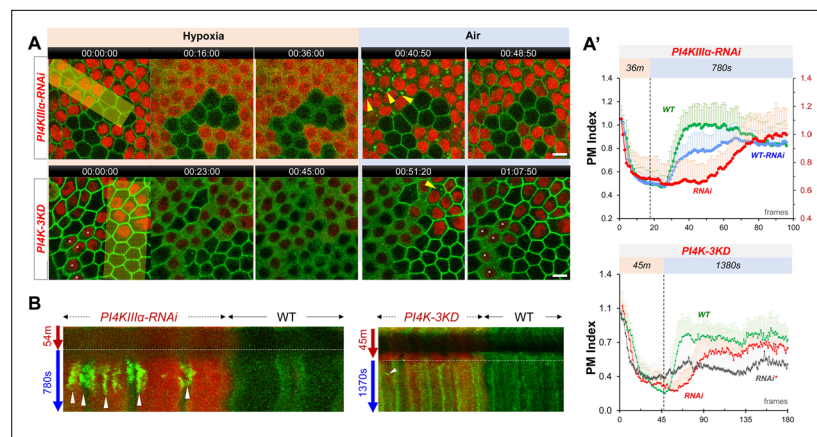 A
Hypoxia
Air
00:00:00
00:16:00
00:36:00
00:40:50
00:48:50
PI4KIIIα-RNAi
00:00:00
00:23:00
00:45:00
00:51:20
01:07:50
PI4K-3KD
* * * * *
B
PI4KIIIα-RNAi
WT
54m
780s
PI4K-3KD
WT
45m
1370s
A'
PI4KIIIα-RNAi
36m
780s
PM Index
1.4
1.2
1.0
0.8
0.6
0.4
0.2
1.4
1.2
1.0
0.8
0.6
0.4
WT
WT-RNAi
RNAi
frames
0
20
40
60
80
100
PI4K-3KD
45m
1380s
PM Index
1.4
1.0
0.7
0.4
0.0
WT
RNAi*
RNAi
frames
0
45
90
135
180